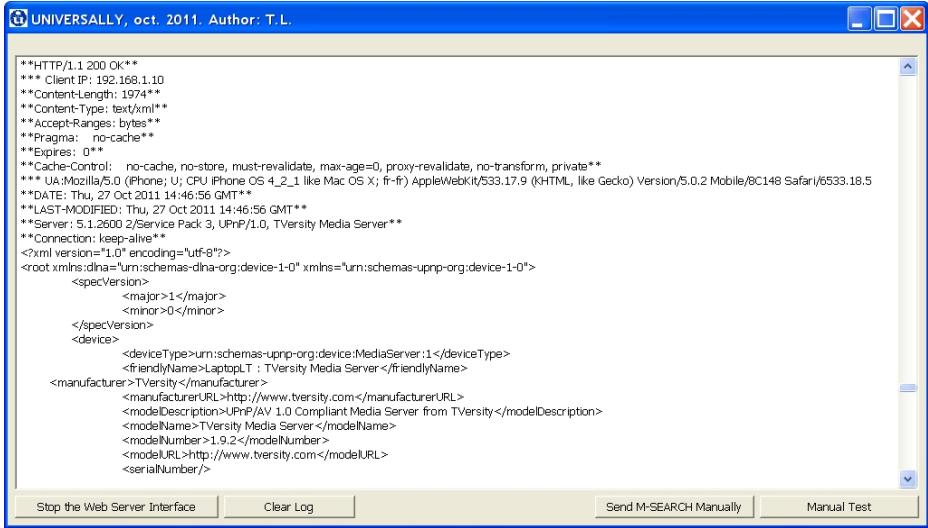 UNIVERSALLY, oct. 2011. Author: T.L.
**HTTP/1.1 200 OK**
*** Client IP: 192.168.1.10
**Content-Length: 1974**
**Content-Type: text/xml**
**Accept-Ranges: bytes**
**Pragma: no-cache**
**Expires: 0**
**Cache-Control: no-cache, no-store, must-revalidate, max-age=0, proxy-revalidate, no-transform, private**
*** UA:Mozilla/5.0 (iPhone; U; CPU iPhone OS 4_2_1 like Mac OS X; fr-fr) AppleWebKit/533.17.9 (KHTML, like Gecko) Version/5.0.2 Mobile/8C148 Safari/6533.18.5
**DATE: Thu, 27 Oct 2011 14:46:56 GMT**
**LAST-MODIFIED: Thu, 27 Oct 2011 14:46:56 GMT**
**Server: 5.1.2600 2/Service Pack 3, UPnP/1.0, TVersity Media Server**
**Connection: keep-alive**
<?xml version="1.0" encoding="utf-8"?>
<root xmlns:dlna="urn:schemas-dlna-org:device-1-0" xmlns="urn:schemas-upnp-org:device-1-0">
<specVersion>
<major>1</major>
<minor>0</minor>
</specVersion>
<device>
<deviceType>urn:schemas-upnp-org:device:MediaServer:1</deviceType>
<friendlyName>LaptopLT : TVersity Media Server</friendlyName>
<manufacturer>TVersity</manufacturer>
<manufacturerURL>http://www.tversity.com</manufacturerURL>
<modelDescription>UPnP/AV 1.0 Compliant Media Server from TVersity</modelDescription>
<modelName>TVersity Media Server</modelName>
<modelNumber>1.9.2</modelNumber>
<modelURL>http://www.tversity.com</modelURL>
<serialNumber/>
Stop the Web Server Interface Clear Log Send M-SEARCH Manually Manual Test